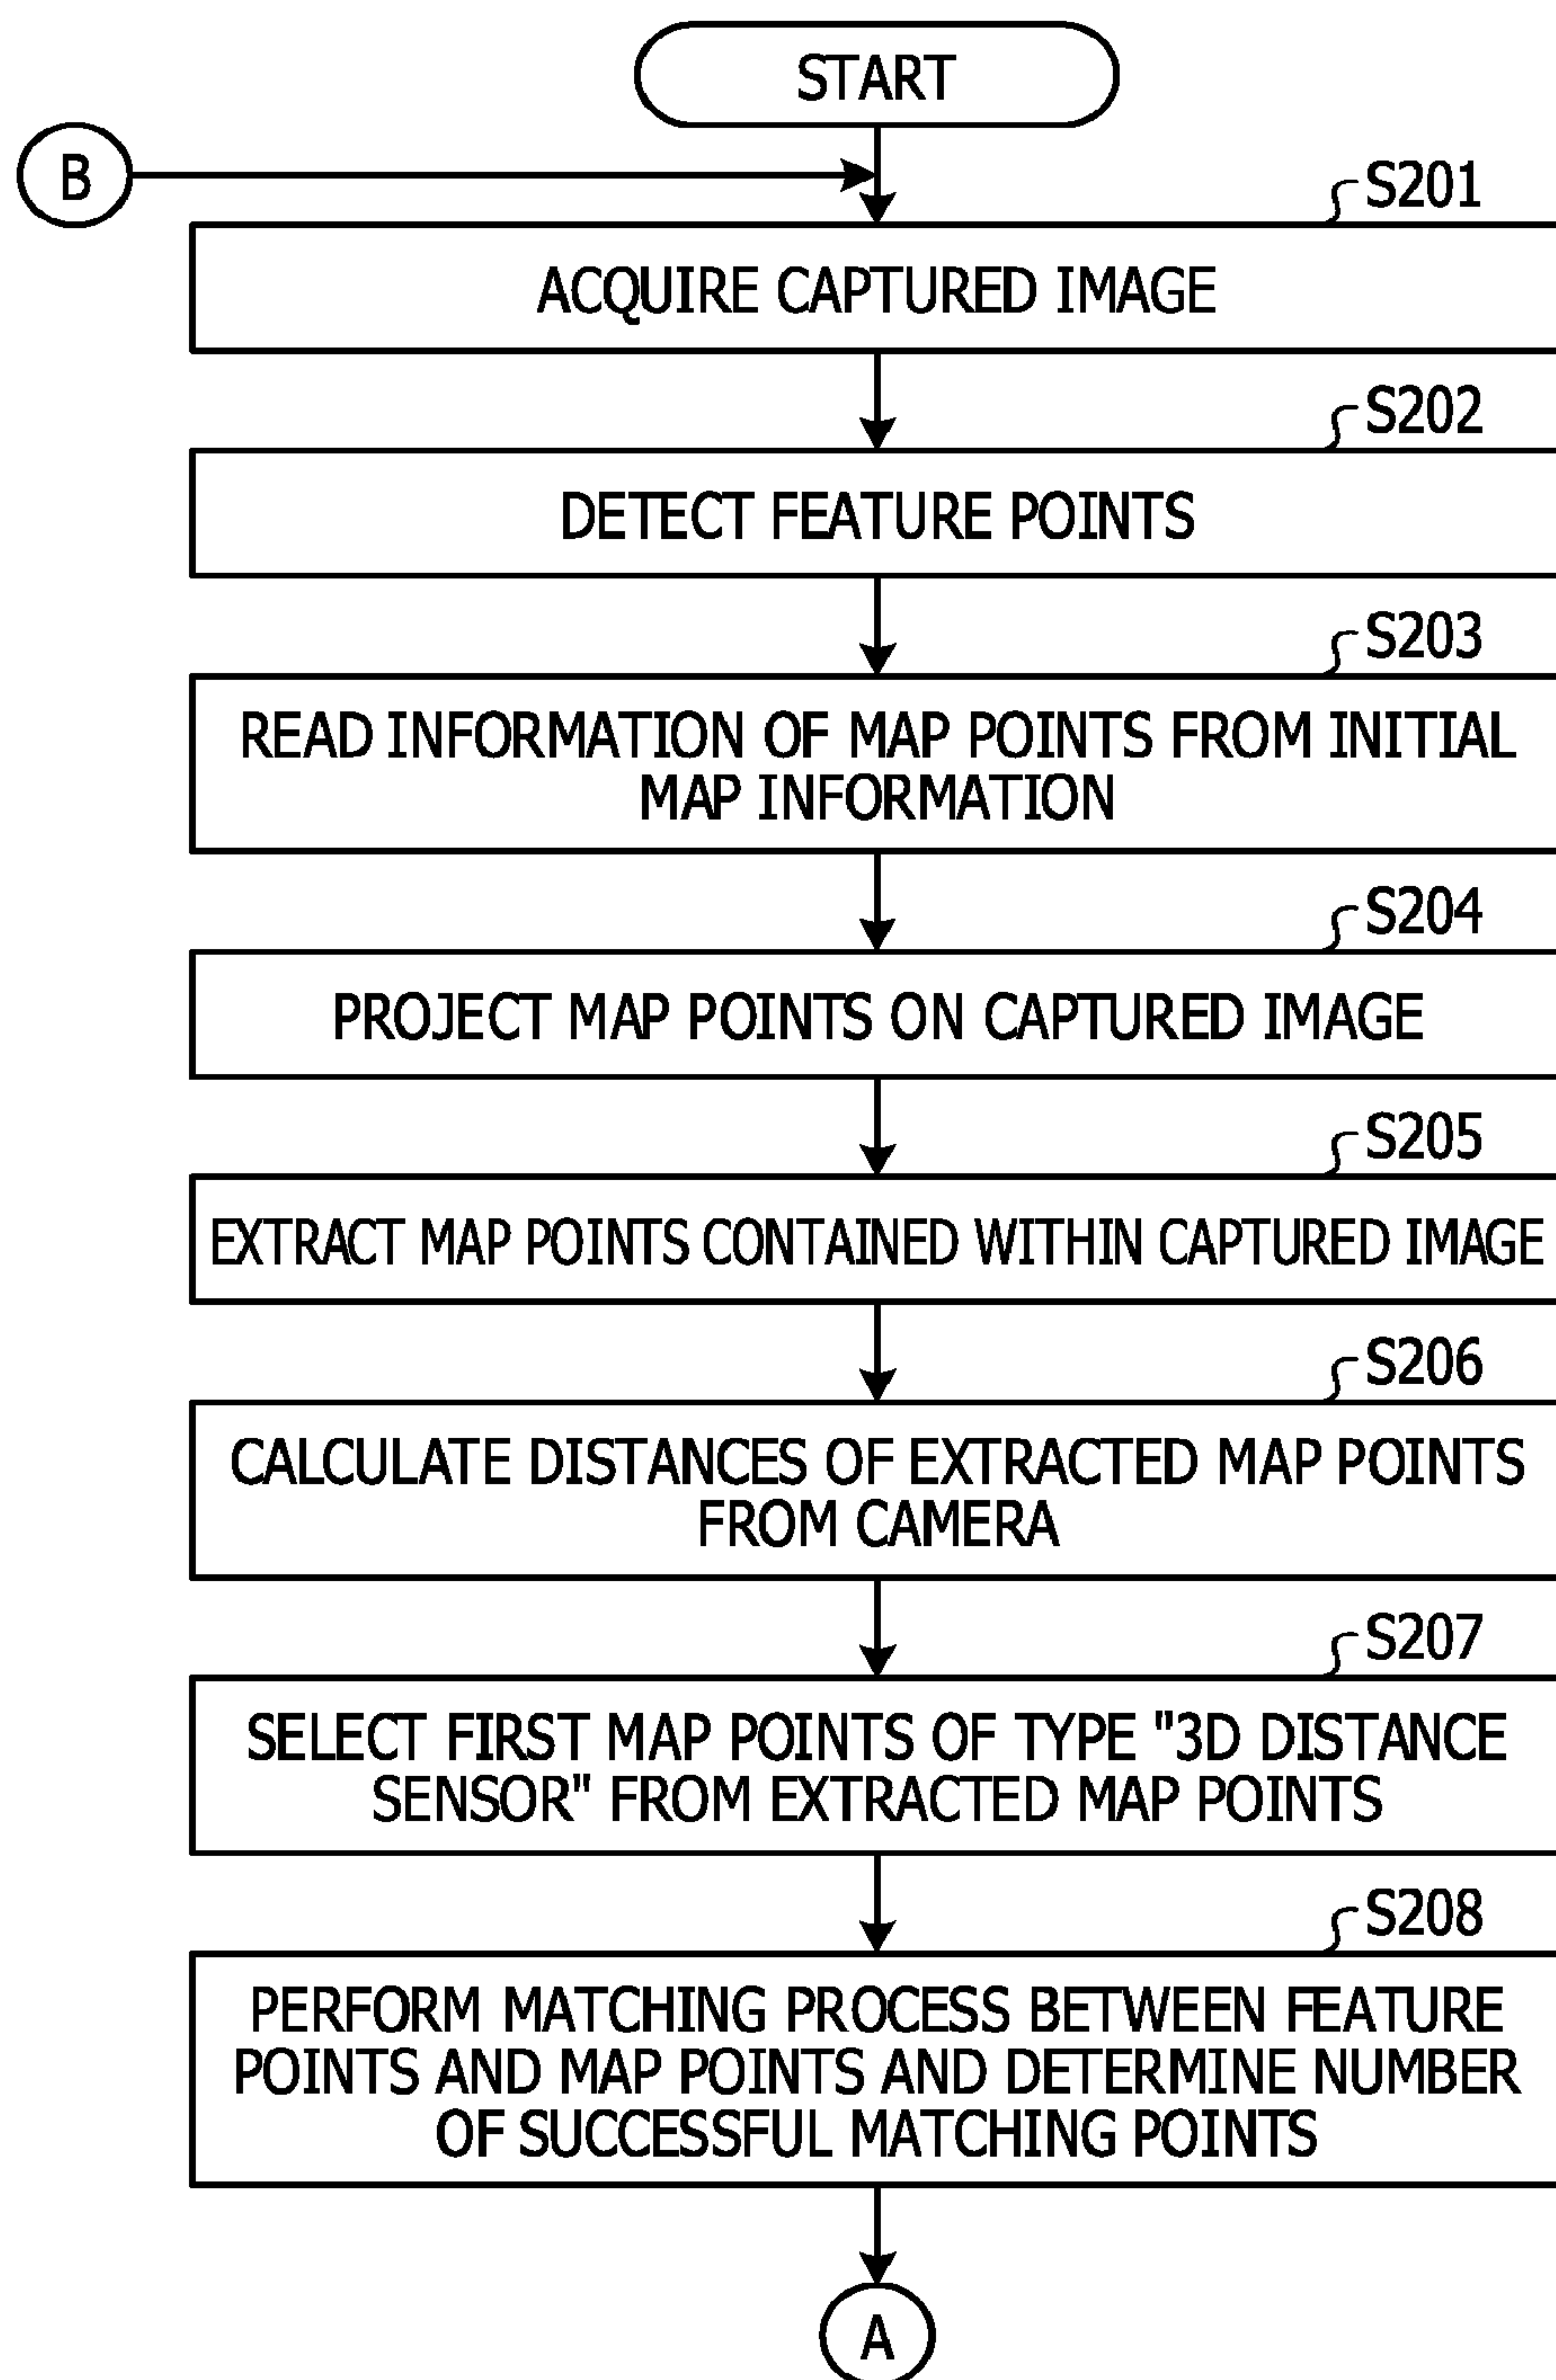 START
B
S201
ACQUIRE CAPTURED IMAGE
S202
DETECT FEATURE POINTS
S203
READ INFORMATION OF MAP POINTS FROM INITIAL
MAP INFORMATION
S204
PROJECT MAP POINTS ON CAPTURED IMAGE
S205
EXTRACT MAP POINTS CONTAINED WITHIN CAPTURED IMAGE
S206
CALCULATE DISTANCES OF EXTRACTED MAP POINTS
FROM CAMERA
S207
SELECT FIRST MAP POINTS OF TYPE "3D DISTANCE
SENSOR" FROM EXTRACTED MAP POINTS
S208
PERFORM MATCHING PROCESS BETWEEN FEATURE
POINTS AND MAP POINTS AND DETERMINE NUMBER
OF SUCCESSFUL MATCHING POINTS
A